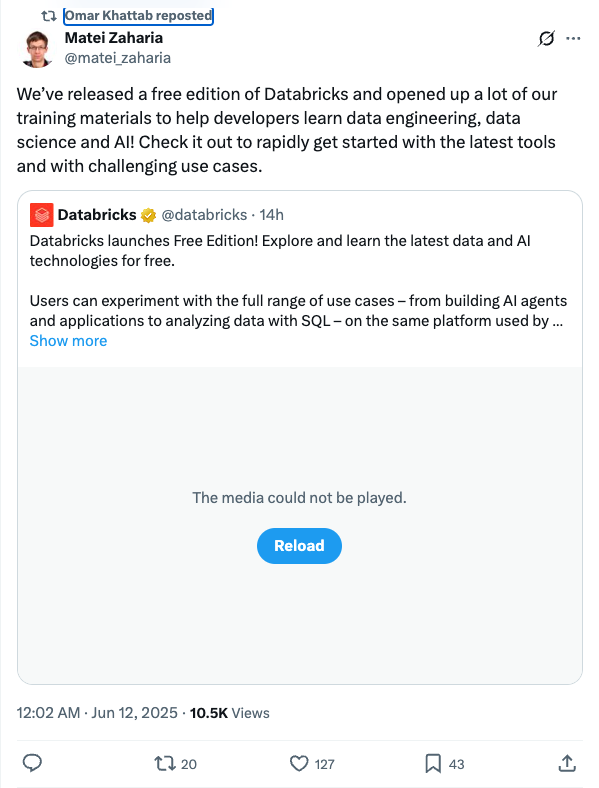 Omar Khattab reposted
Matei Zaharia
@matei_zaharia
We’ve released a free edition of Databricks and opened up a lot of our
training materials to help developers learn data engineering, data
science and AI! Check it out to rapidly get started with the latest tools
and with challenging use cases.
Databricks @databricks · 14h
Databricks launches Free Edition! Explore and learn the latest data and AI
technologies for free.
Users can experiment with the full range of use cases – from building AI agents
and applications to analyzing data with SQL – on the same platform used by ...
Show more
The media could not be played.
Reload
12:02 AM · Jun 12, 2025 · 10.5K Views
20 127 43